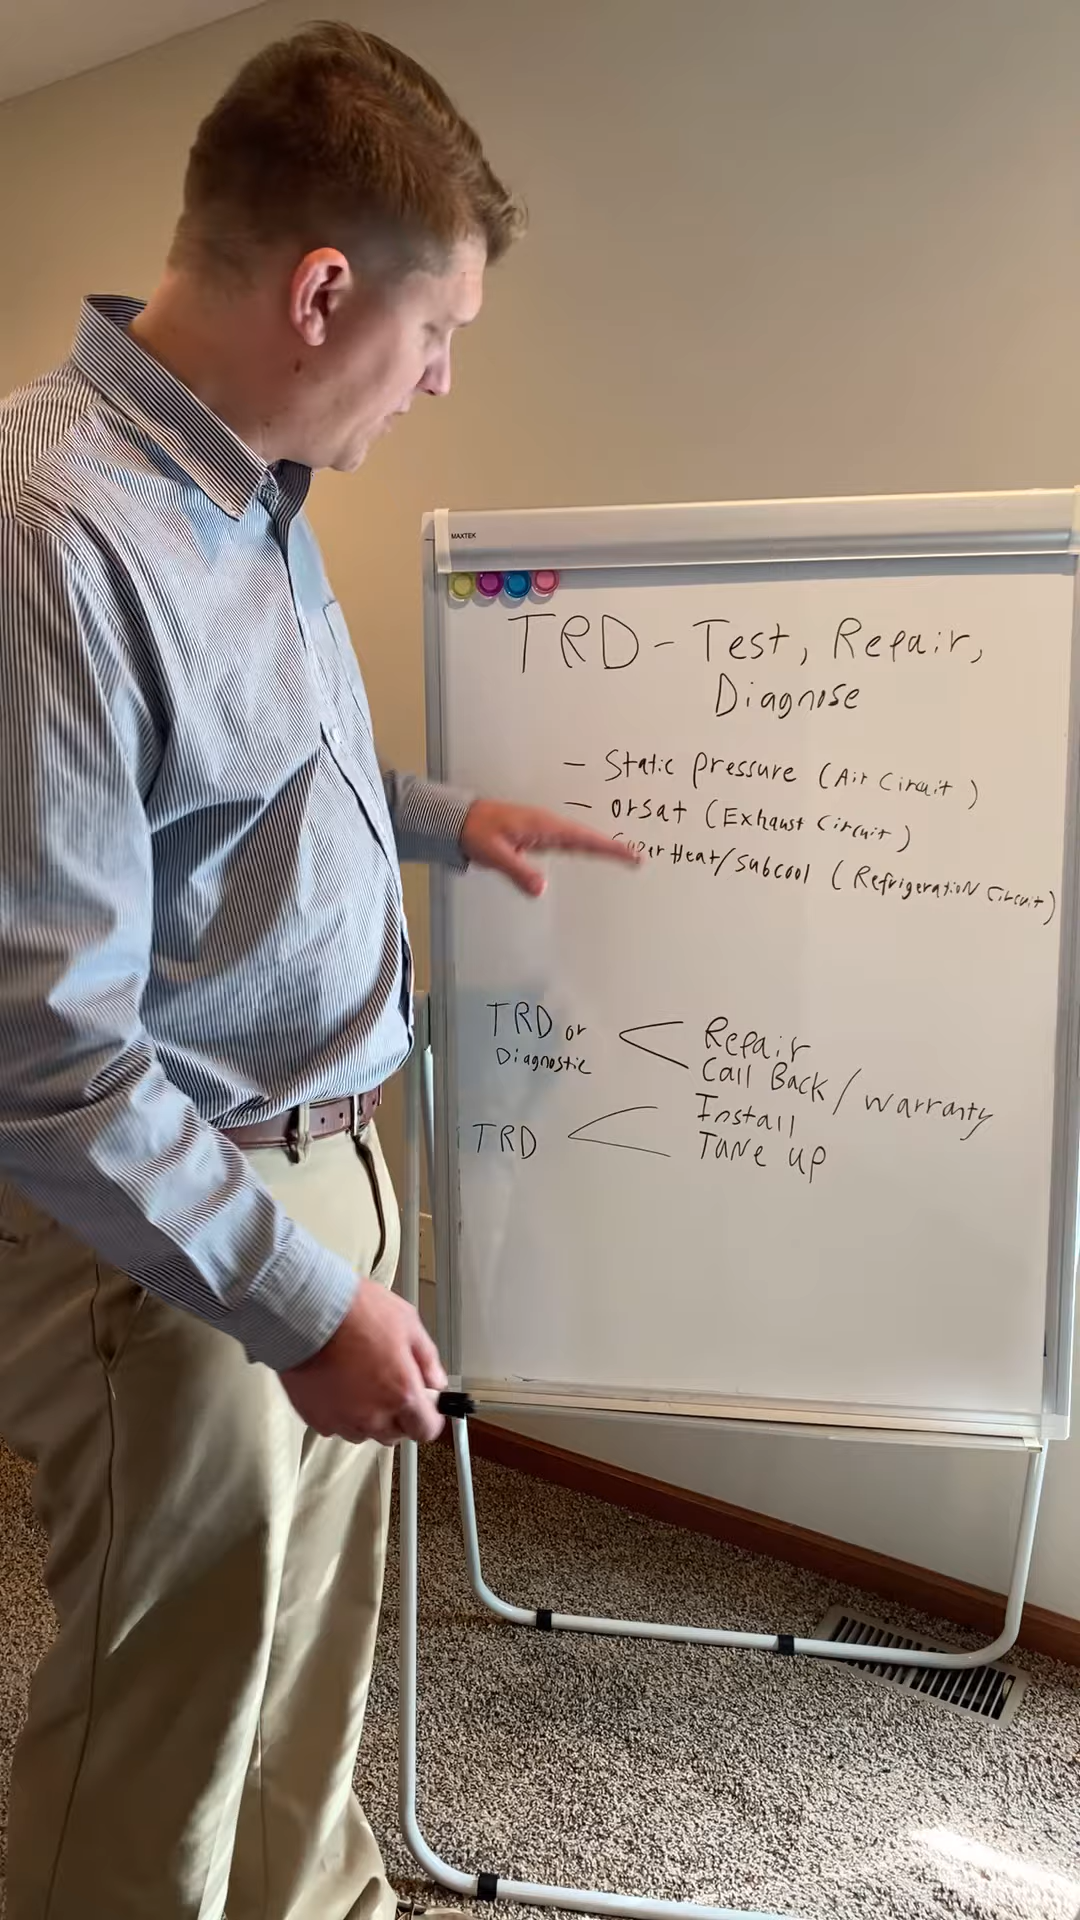 MAXTEK
TRD - Test, Repair,
Diagnose
- Static pressure (Air Circuit)
- orsat (Exhaust Circuit)
Super Heat/subcool (Refrigeration Circuit)
TRD or
Diagnostic
Repair
Call Back / warranty
TRD
Install
Tune up